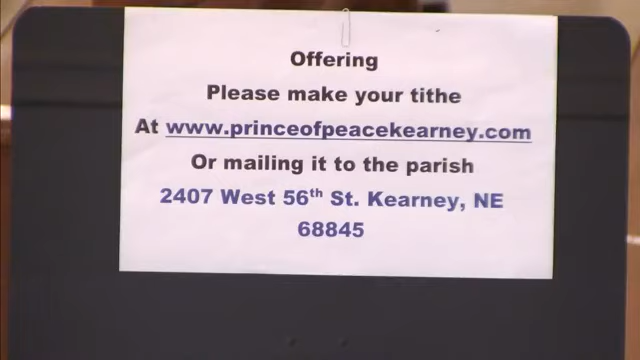 Offering
Please make your tithe
At www.princeofpeacekearney.com
Or mailing it to the parish
2407 West 56th St. Kearney, NE
68845